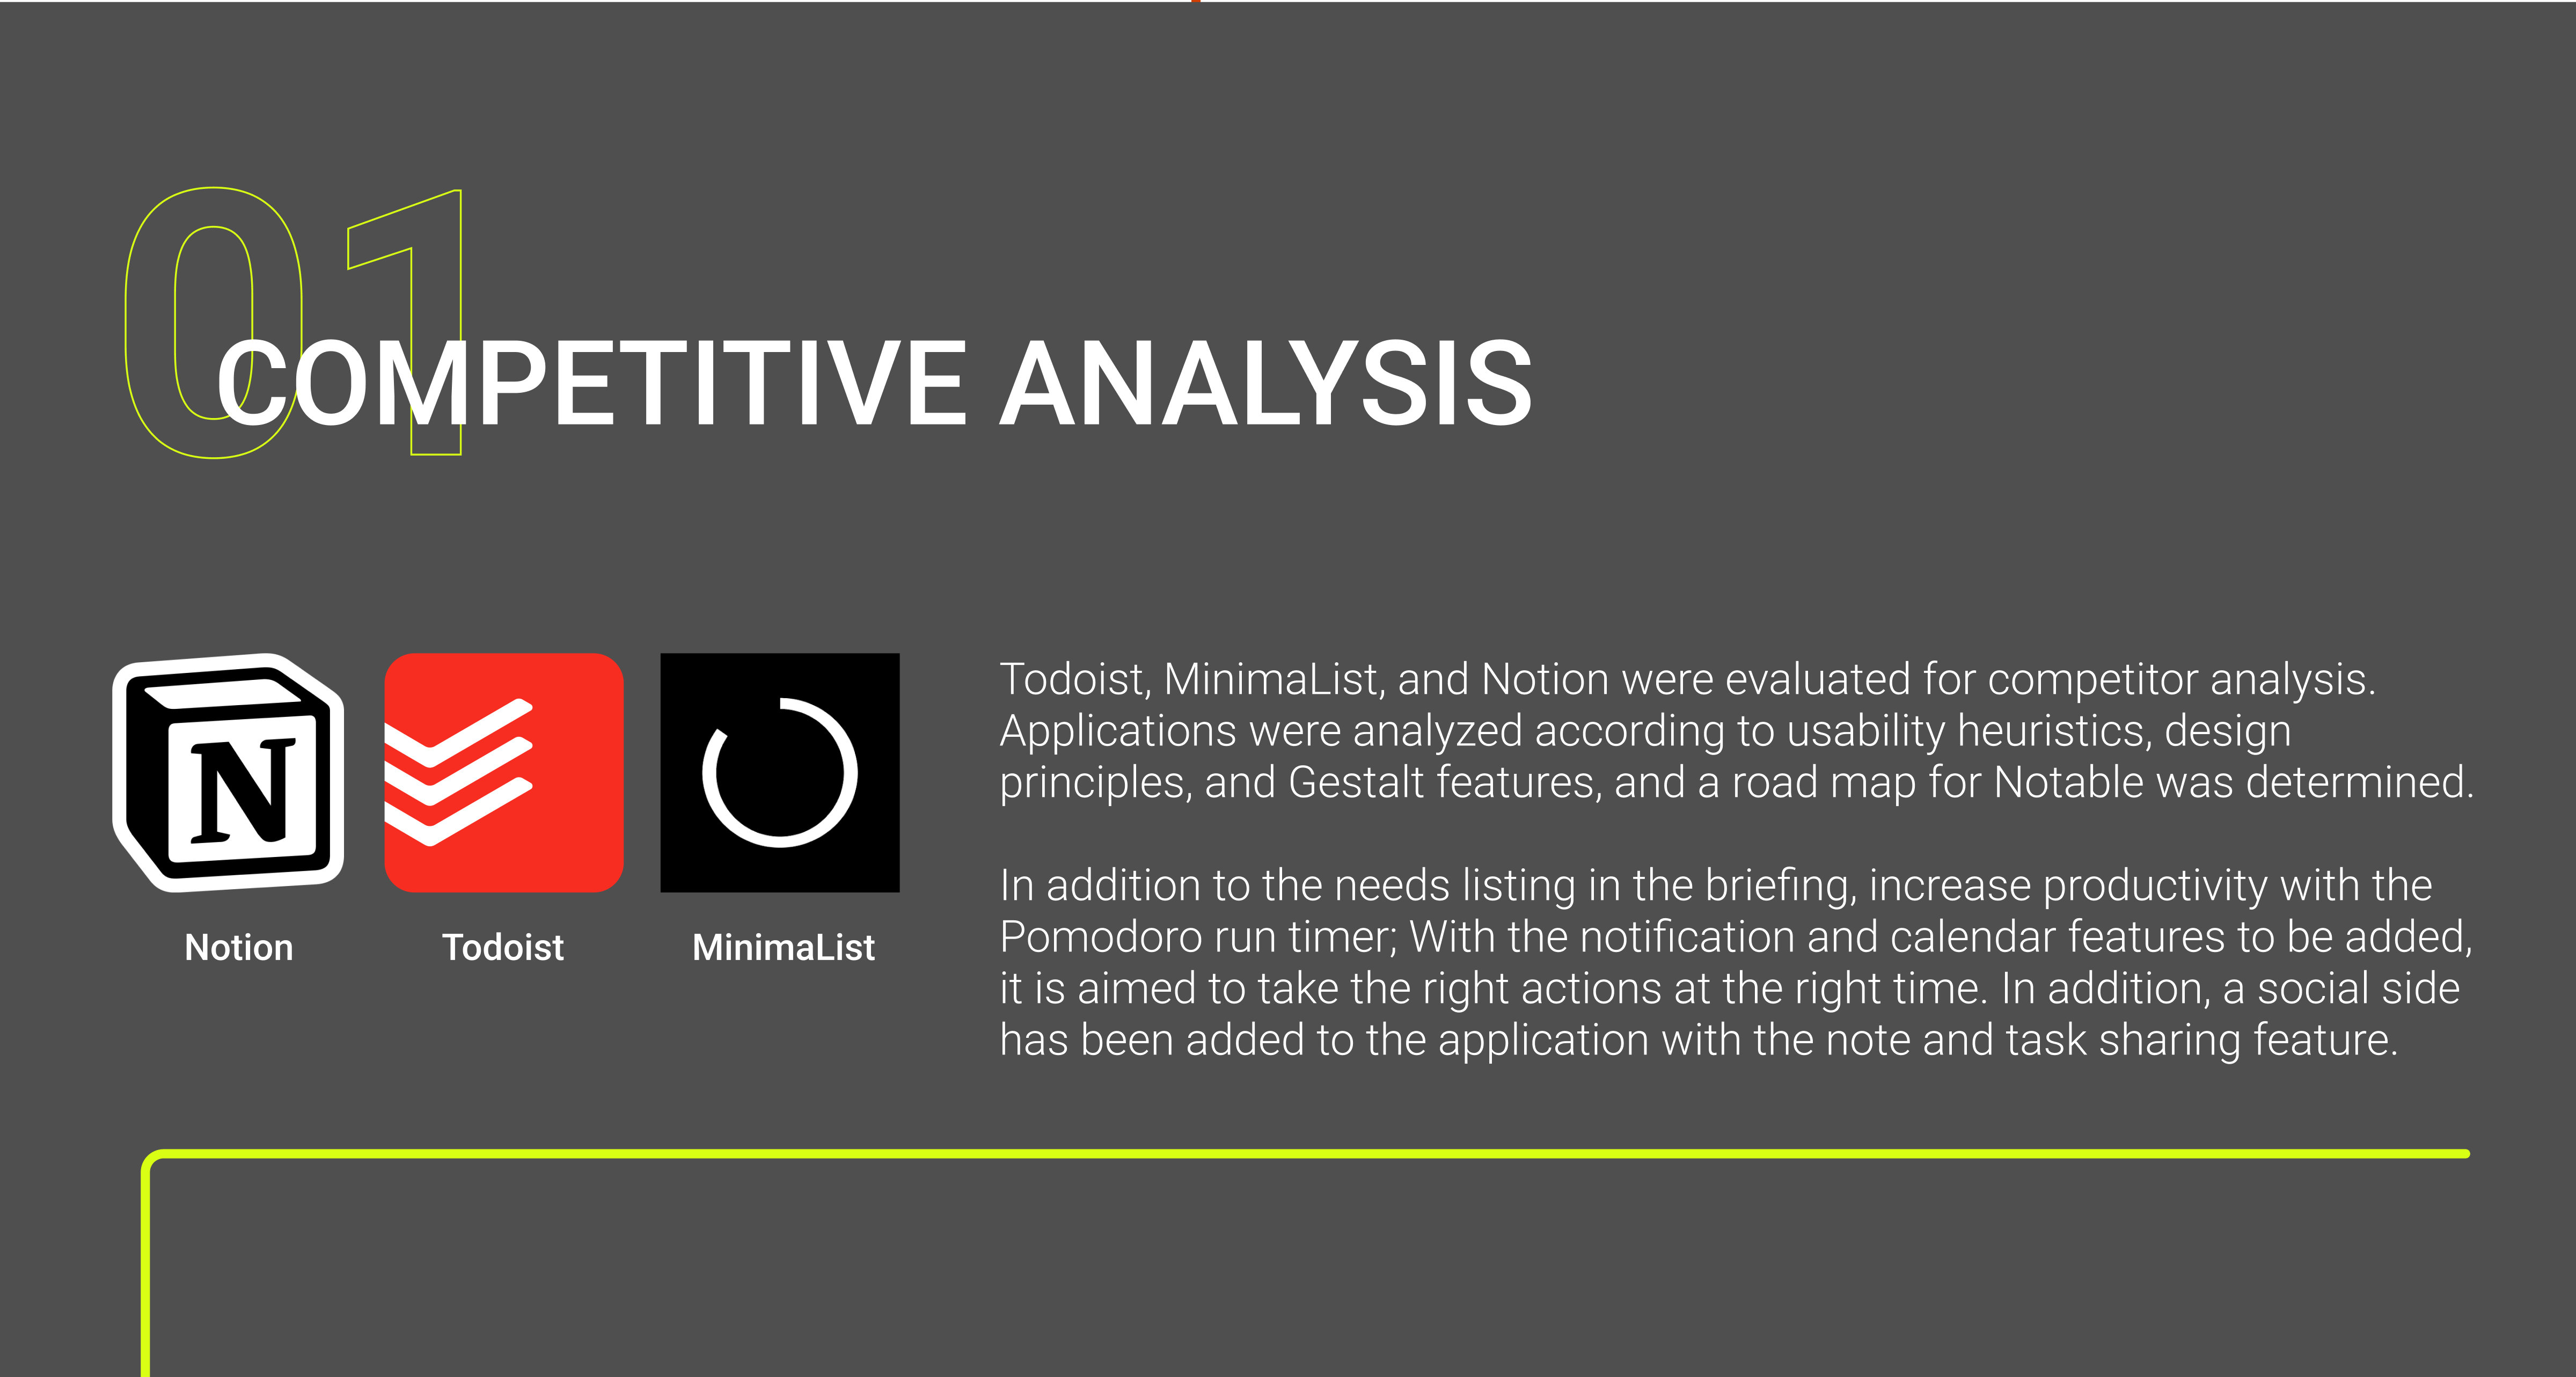 01
COMPETITIVE ANALYSIS
N
Notion
Todoist
MinimaList
Todoist, MinimaList, and Notion were evaluated for competitor analysis.
Applications were analyzed according to usability heuristics, design
principles, and Gestalt features, and a road map for Notable was determined.
In addition to the needs listing in the briefing, increase productivity with the
Pomodoro run timer; With the notification and calendar features to be added,
it is aimed to take the right actions at the right time. In addition, a social side
has been added to the application with the note and task sharing feature.